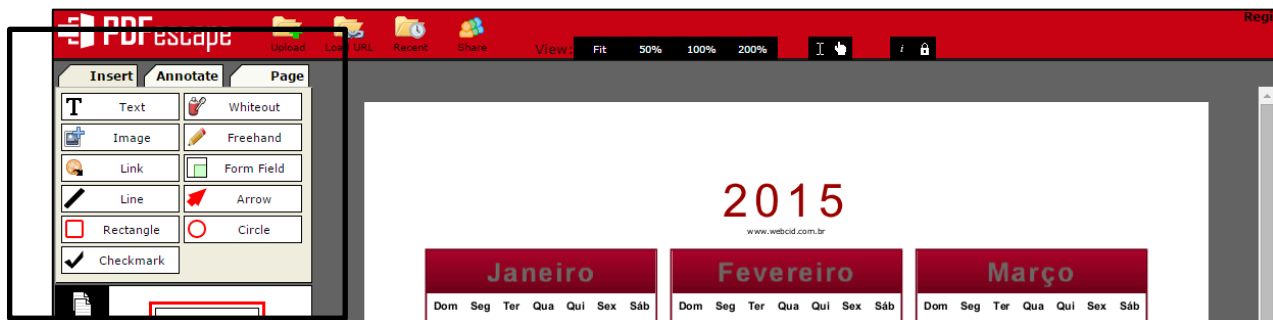 PDFescape
Upload Load URL Recent Share View: Fit 50% 100% 200% i
Insert Annotate Page
Text Whiteout
Image Freehand
Link Form Field
Line Arrow
Rectangle Circle
Checkmark
2015
www.webcid.com.br
Janeiro Fevereiro Março
Dom Seg Ter Qua Qui Sex Sáb Dom Seg Ter Qua Qui Sex Sáb Dom Seg Ter Qua Qui Sex Sáb